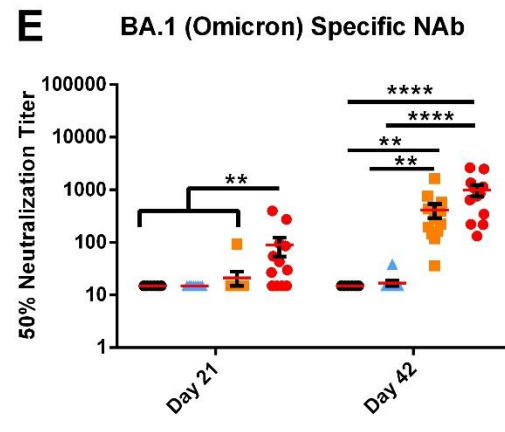 E
BA.1 (Omicron) Specific NAb
50% Neutralization Titer
100000
10000
1000
100
10
1
**
****
****
**
**
Day 21
Day 42